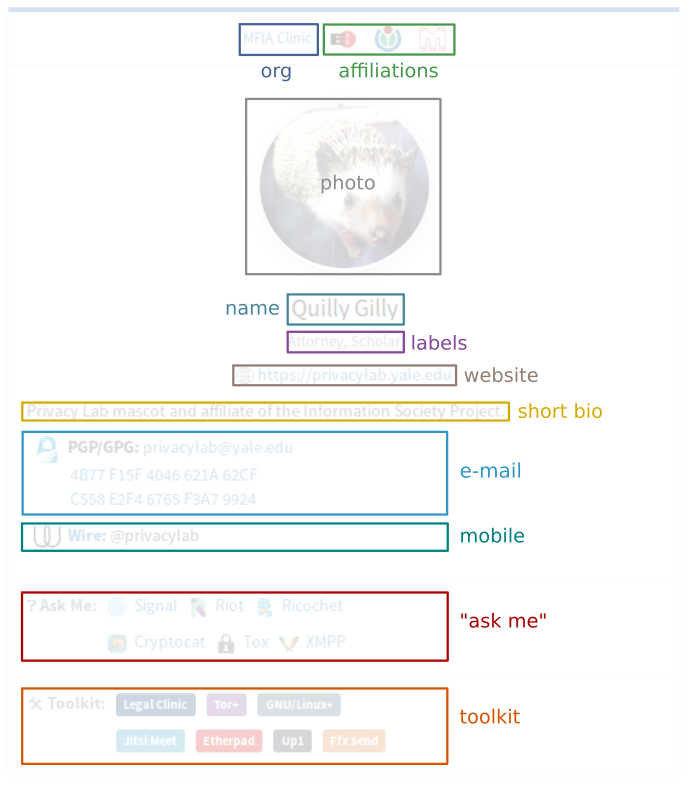 MFIA Clinic
org affiliations
photo
name Quilly Gilly
Attorney, Scholar labels
https://privacylab.yale.edu website
Privacy Lab mascot and affiliate of the Information Society Project. short bio
PGP/GPG: privacylab@yale.edu
4B77 F15F 4046 621A 62CF e-mail
C558 E2F4 6765 F3A7 9924
Wire: @privacylab mobile
? Ask Me: Signal Riot Ricochet
"ask me"
Cryptocat Tox XMPP
Toolkit: Legal Clinic Tor+ GNU/Linux+
toolkit
Jitsi Meet Etherpad Up1 Ffx Send